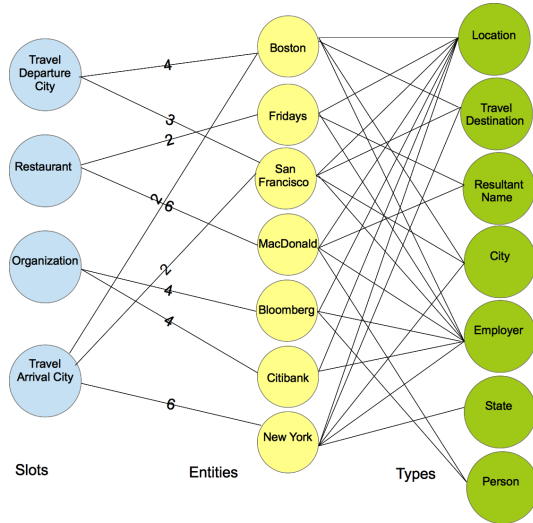 Travel
Departure
City
Restaurant
Organization
Travel
Arrival City
Slots
4
3
2
2
6
2
4
4
6
Boston
Fridays
San
Francisco
MacDonald
Bloomberg
Citibank
New York
Entities
Location
Travel
Destination
Resultant
Name
City
Employer
State
Person
Types